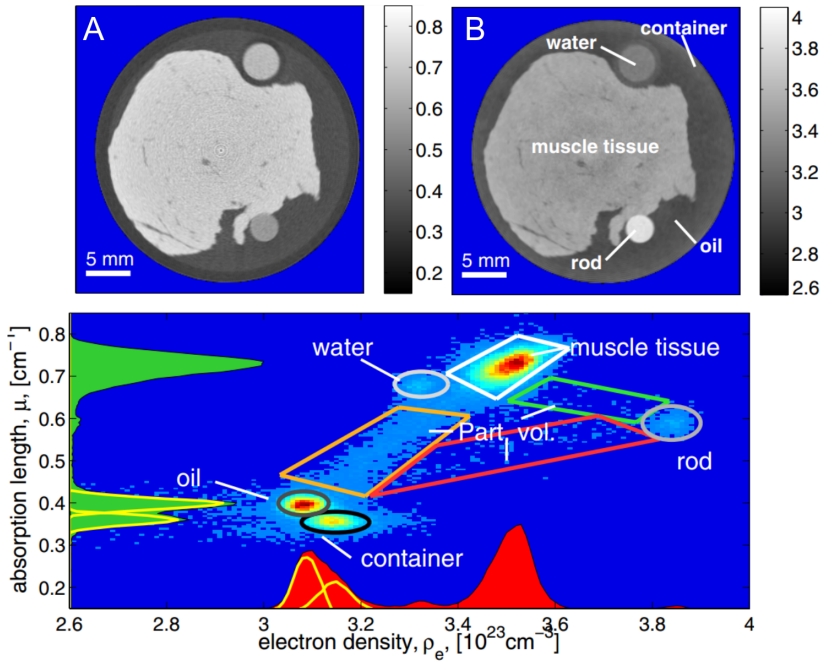 A
5 mm
0.8
0.7
0.6
0.5
0.4
0.3
0.2
B
water
container
muscle tissue
rod
oil
5 mm
4
3.8
3.6
3.4
3.2
3
2.8
2.6
absorption length, μ, [cm⁻¹]
0.8
0.7
0.6
0.5
0.4
0.3
0.2
water
muscle tissue
Part. vol.
rod
oil
container
2.6 2.8 3 3.2 3.4 3.6 3.8 4
electron density, ρₑ, [10²³cm⁻³]